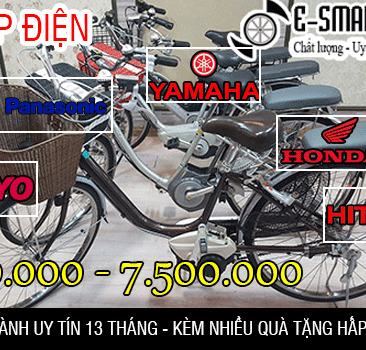 P ĐIỆN
E-SMA
Chất lượng - Uy
YAMAHA
Panasonic
HONDA
YO
HIT
0.000 - 7.500.000
ÀNH UY TÍN 13 THÁNG - KÈM NHIỀU QUÀ TẶNG HẤP